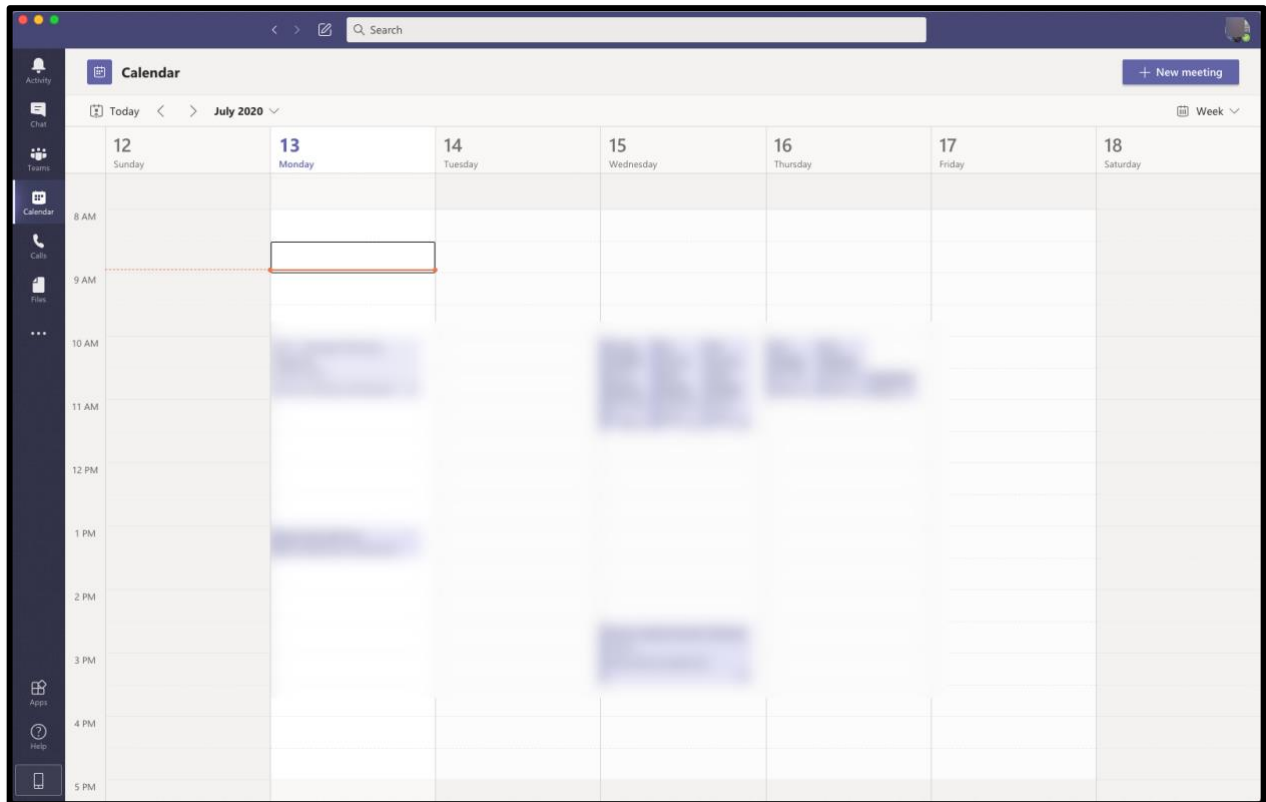 Search
Activity
Chat
Teams
Calendar
Calls
Files
Apps
Help
Calendar
New meeting
Today
July 2020
Week
12
Sunday
13
Monday
14
Tuesday
15
Wednesday
16
Thursday
17
Friday
18
Saturday
8 AM
9 AM
10 AM
11 AM
12 PM
1 PM
2 PM
3 PM
4 PM
5 PM